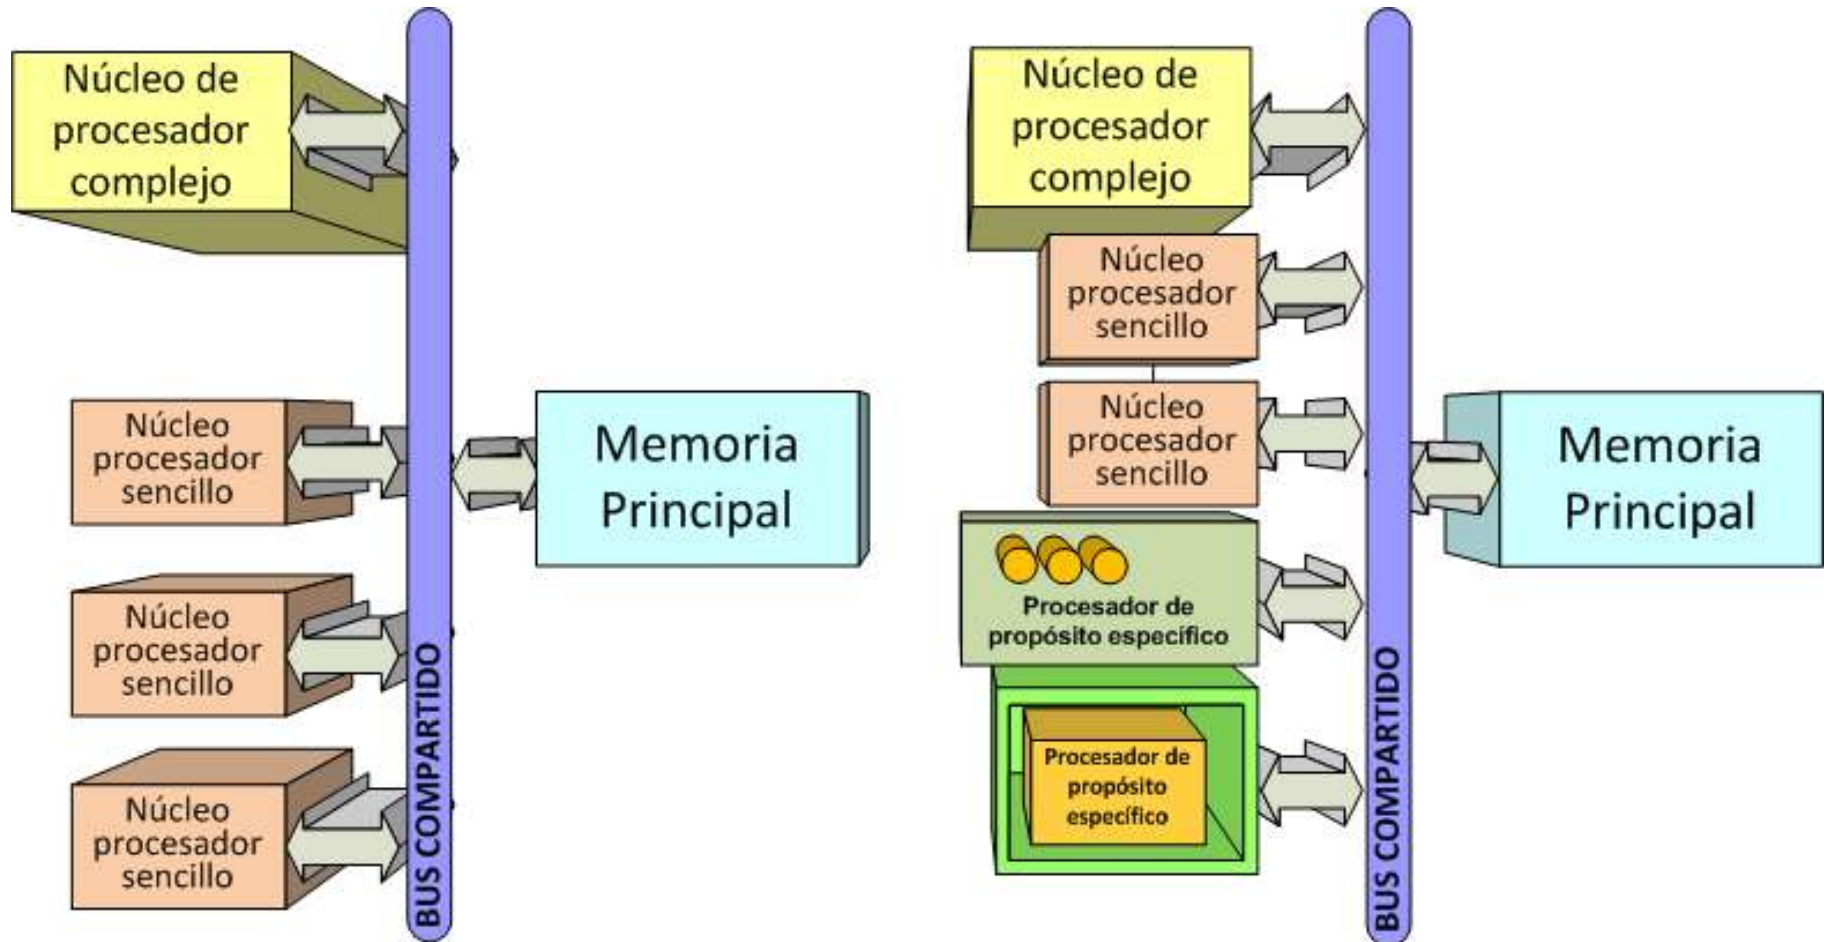 Núcleo de
procesador
complejo
Núcleo
procesador
sencillo
Núcleo
procesador
sencillo
Núcleo
procesador
sencillo
BUS COMPARTIDO
Memoria
Principal
Núcleo de
procesador
complejo
Núcleo
procesador
sencillo
Núcleo
procesador
sencillo
Procesador de
propósito específico
Procesador de
propósito
específico
BUS COMPARTIDO
Memoria
Principal